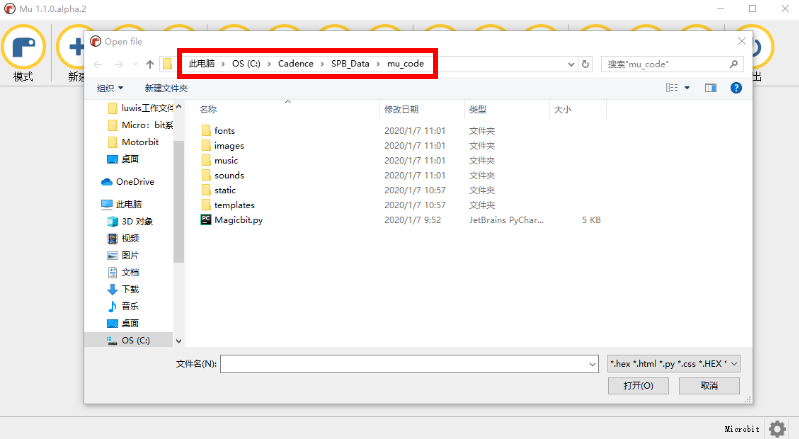 Mu 1.1.0.alpha.2
模式
新建
出
Open file
此电脑 > OS (C:) > Cadence > SPB_Data > mu_code
搜索"mu_code"
组织
新建文件夹
luwis工作文件
Micro: bit系
Motorbit
桌面
OneDrive
此电脑
3D 对象
视频
图片
文档
下载
音乐
桌面
OS (C:)
名称 修改日期 类型 大小
fonts 2020/1/7 11:01 文件夹
images 2020/1/7 11:01 文件夹
music 2020/1/7 11:01 文件夹
sounds 2020/1/7 11:01 文件夹
static 2020/1/7 10:57 文件夹
templates 2020/1/7 10:57 文件夹
Magicbit.py 2020/1/7 9:52 JetBrains PyChar... 5 KB
文件名(N):
*.hex *.html *.py *.css *.HEX *
打开(O)
取消
Microbit